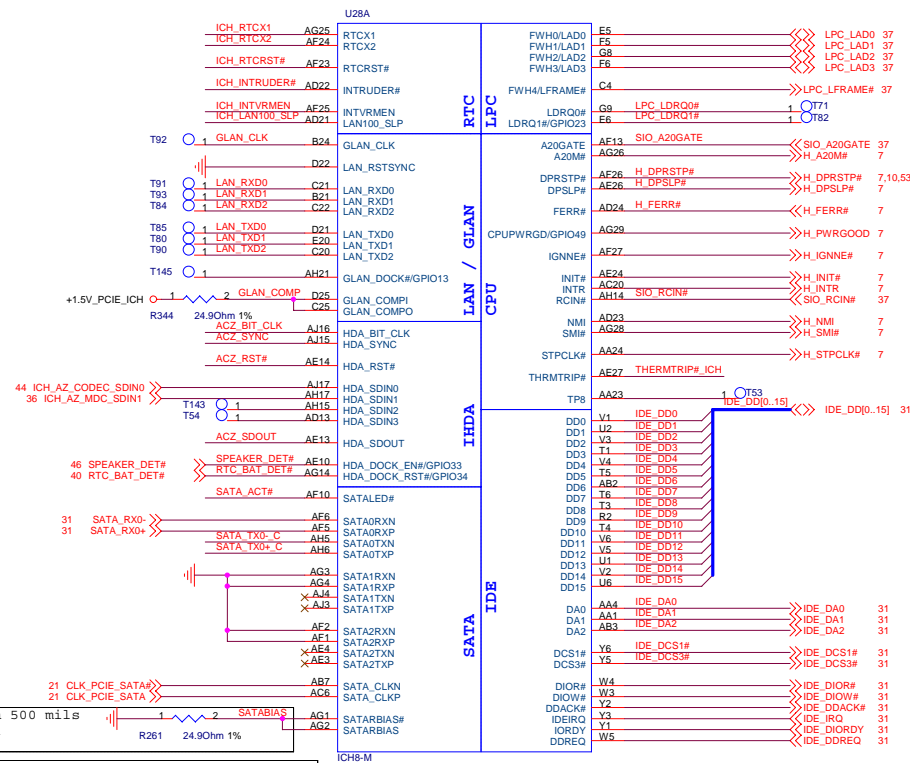 U28A
ICH_RTCX1 AG25 RTCX1
ICH_RTCX2 AF24 RTCX2
ICH_RTCRST# AF23 RTCRST#
ICH_INTRUDER# AD22 INTRUDER#
ICH_INTVRMEN AF25 INTVRMEN
ICH_LAN100_SLP AD21 LAN100_SLP
RTC
T92 1 GLAN_CLK B24 GLAN_CLK
D22 LAN_RSTSYNC
T91 1 LAN_RXD0 C21 LAN_RXD0
T93 1 LAN_RXD1 B21 LAN_RXD1
T84 1 LAN_RXD2 C22 LAN_RXD2
T85 1 LAN_TXD0 D21 LAN_TXD0
T80 1 LAN_TXD1 E20 LAN_TXD1
T90 1 LAN_TXD2 C20 LAN_TXD2
T145 1 AH21 GLAN_DOCK#/GPIO13
+1.5V_PCIE_ICH 1 2 GLAN_COMP D25 GLAN_COMPI
C25 GLAN_COMPO
R344 24.9Ohm 1%
LAN / GLAN
ACZ_BIT_CLK AJ16 HDA_BIT_CLK
ACZ_SYNC AJ15 HDA_SYNC
ACZ_RST# AE14 HDA_RST#
44 ICH_AZ_CODEC_SDIN0 AJ17 HDA_SDIN0
36 ICH_AZ_MDC_SDIN1 AH17 HDA_SDIN1
T143 1 AH15 HDA_SDIN2
T54 1 AD13 HDA_SDIN3
ACZ_SDOUT AE13 HDA_SDOUT
46 SPEAKER_DET# SPEAKER_DET# AE10 HDA_DOCK_EN#/GPIO33
40 RTC_BAT_DET# RTC_BAT_DET# AG14 HDA_DOCK_RST#/GPIO34
IHDA
SATA_ACT# AF10 SATALED#
31 SATA_RX0- AF6 SATA0RXN
31 SATA_RX0+ AF5 SATA0RXP
SATA_TX0-_C AH5 SATA0TXN
SATA_TX0+_C AH6 SATA0TXP
AG3 SATA1RXN
AG4 SATA1RXP
AJ4 SATA1TXN
AJ3 SATA1TXP
AF2 SATA2RXN
AF1 SATA2RXP
AE4 SATA2TXN
AE3 SATA2TXP
21 CLK_PCIE_SATA# AB7 SATA_CLKN
21 CLK_PCIE_SATA AC6 SATA_CLKP
500 mils
1 2 SATABIAS AG1 SATARBIAS#
AG2 SATARBIAS
R261 24.9Ohm 1%
SATA
ICH8-M
LPC
FWH0/LAD0 E5 LPC_LAD0 37
FWH1/LAD1 F5 LPC_LAD1 37
FWH2/LAD2 G8 LPC_LAD2 37
FWH3/LAD3 F6 LPC_LAD3 37
FWH4/LFRAME# C4 LPC_LFRAME# 37
LDRQ0# G9 LPC_LDRQ0# 1 T71
LDRQ1#/GPIO23 E6 LPC_LDRQ1# 1 T82
CPU
A20GATE AF13 SIO_A20GATE SIO_A20GATE 37
A20M# AG26 H_A20M# 7
DPRSTP# AF26 H_DPRSTP# H_DPRSTP# 7,10,53
DPSLP# AE26 H_DPSLP# H_DPSLP# 7
FERR# AD24 H_FERR# H_FERR# 7
CPUPWRGD/GPIO49 AG29 H_PWRGOOD 7
IGNNE# AF27 H_IGNNE# 7
INIT# AE24 H_INIT# 7
INTR AC20 H_INTR 7
RCIN# AH14 SIO_RCIN# SIO_RCIN# 37
NMI AD23 H_NMI 7
SMI# AG28 H_SMI# 7
STPCLK# AA24 H_STPCLK# 7
THRMTRIP# AE27 THERMTRIP#_ICH
TP8 AA23 1 T53
IDE_DD[0..15] IDE_DD[0..15] 31
IDE
DD0 V1 IDE_DD0
DD1 U2 IDE_DD1
DD2 V3 IDE_DD2
DD3 T1 IDE_DD3
DD4 V4 IDE_DD4
DD5 T5 IDE_DD5
DD6 AB2 IDE_DD6
DD7 T6 IDE_DD7
DD8 T3 IDE_DD8
DD9 R2 IDE_DD9
DD10 T4 IDE_DD10
DD11 V6 IDE_DD11
DD12 V5 IDE_DD12
DD13 U1 IDE_DD13
DD14 V2 IDE_DD14
DD15 U6 IDE_DD15
DA0 AA4 IDE_DA0 IDE_DA0 31
DA1 AA1 IDE_DA1 IDE_DA1 31
DA2 AB3 IDE_DA2 IDE_DA2 31
DCS1# Y6 IDE_DCS1# IDE_DCS1# 31
DCS3# Y5 IDE_DCS3# IDE_DCS3# 31
DIOR# W4 IDE_DIOR# 31
DIOW# W3 IDE_DIOW# 31
DDACK# Y2 IDE_DDACK# 31
IDEIRQ Y3 IDE_IRQ 31
IORDY Y1 IDE_DIORDY 31
DDREQ W5 IDE_DDREQ 31